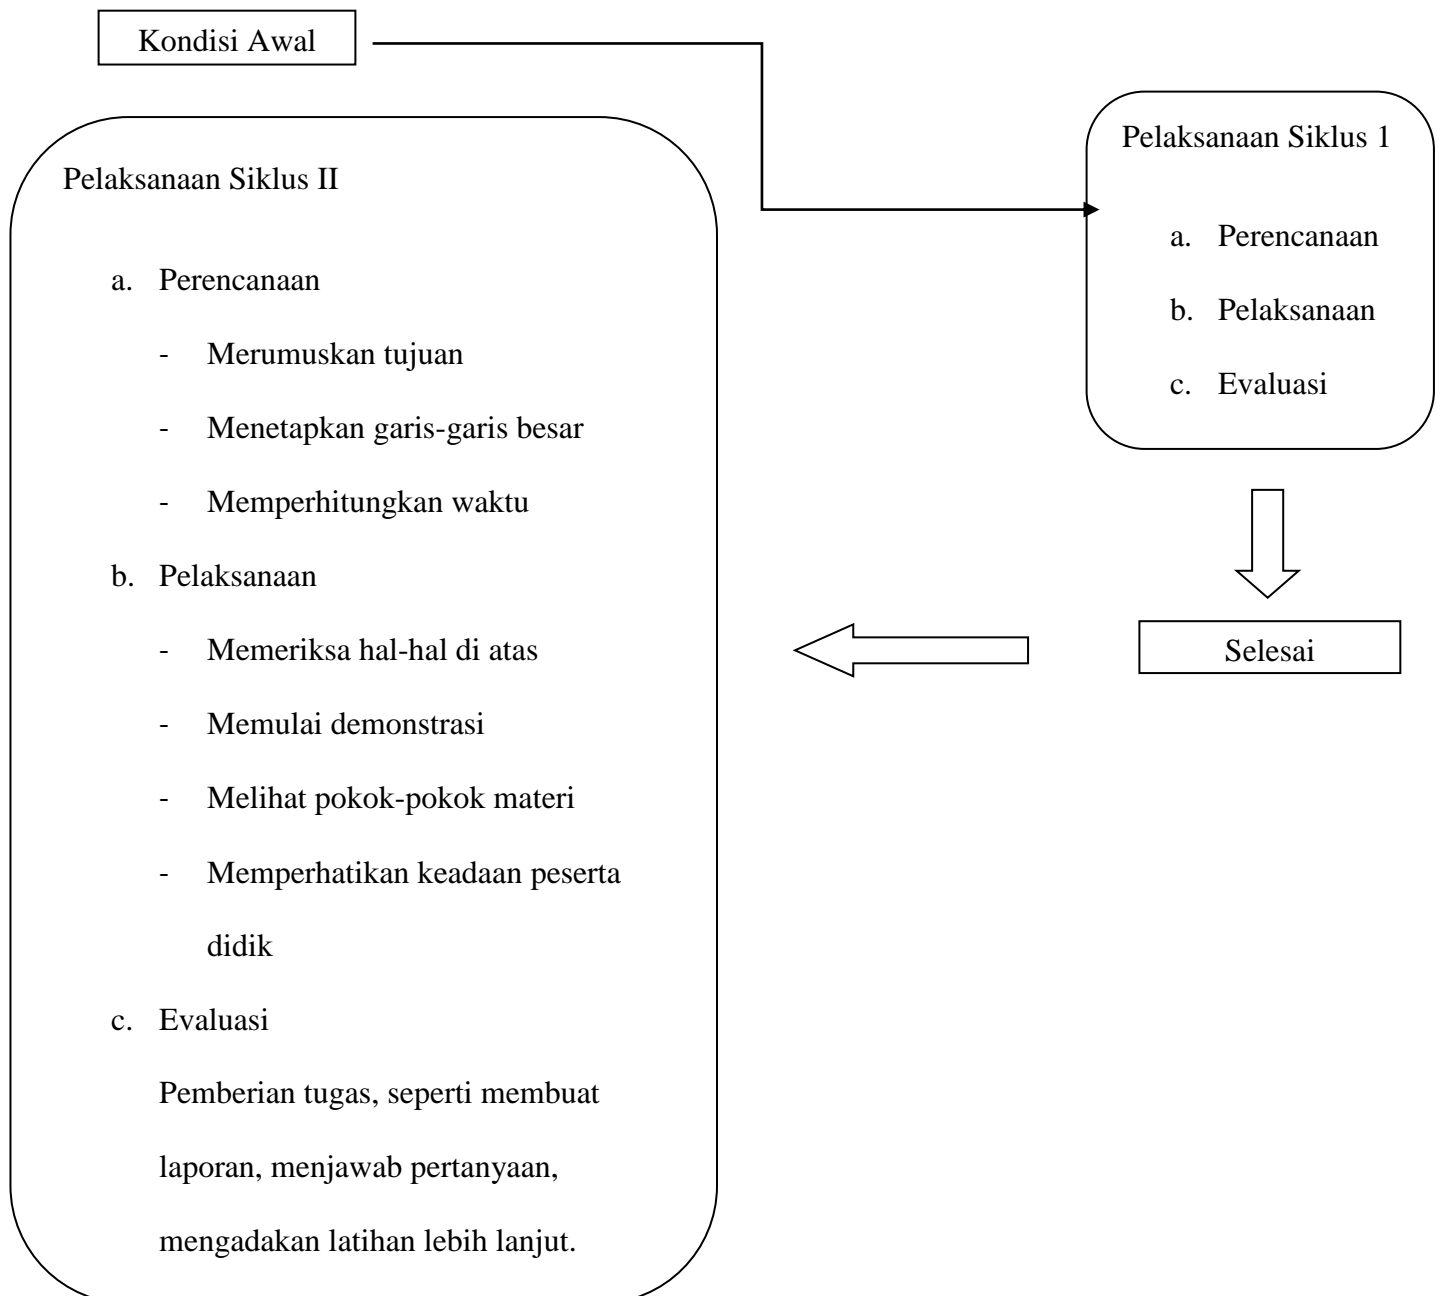 Kondisi Awal
Pelaksanaan Siklus 1
a. Perencanaan
b. Pelaksanaan
c. Evaluasi
Selesai
Pelaksanaan Siklus II
a. Perencanaan
- Merumuskan tujuan
- Menetapkan garis-garis besar
- Memperhitungkan waktu
b. Pelaksanaan
- Memeriksa hal-hal di atas
- Memulai demonstrasi
- Melihat pokok-pokok materi
- Memperhatikan keadaan peserta
didik
c. Evaluasi
Pemberian tugas, seperti membuat
laporan, menjawab pertanyaan,
mengadakan latihan lebih lanjut.